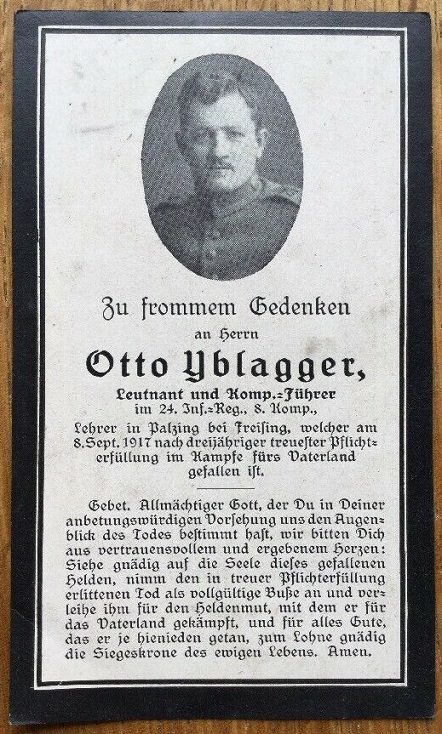 Zu frommem Gedenken
an Herrn
Otto Yblagger,
Leutnant und Komp.-Führer
im 24. Inf.-Reg., 8. Komp.,
Lehrer in Palzing bei Freising, welcher am
8. Sept. 1917 nach dreijähriger treuester Pflicht-
erfüllung im Kampfe fürs Vaterland
gefallen ist.
Gebet. Allmächtiger Gott, der Du in Deiner
anbetungswürdigen Vorsehung uns den Augen-
blick des Todes bestimmt hast, wir bitten Dich
aus vertrauensvollem und ergebenem Herzen:
Siehe gnädig auf die Seele dieses gefallenen
Helden, nimm den in treuer Pflichterfüllung
erlittenen Tod als vollgültige Buße an und ver-
leihe ihm für den Heldenmut, mit dem er für
das Vaterland gekämpft, und für alles Gute,
das er je hienieden getan, zum Lohne gnädig
die Siegeskrone des ewigen Lebens. Amen.